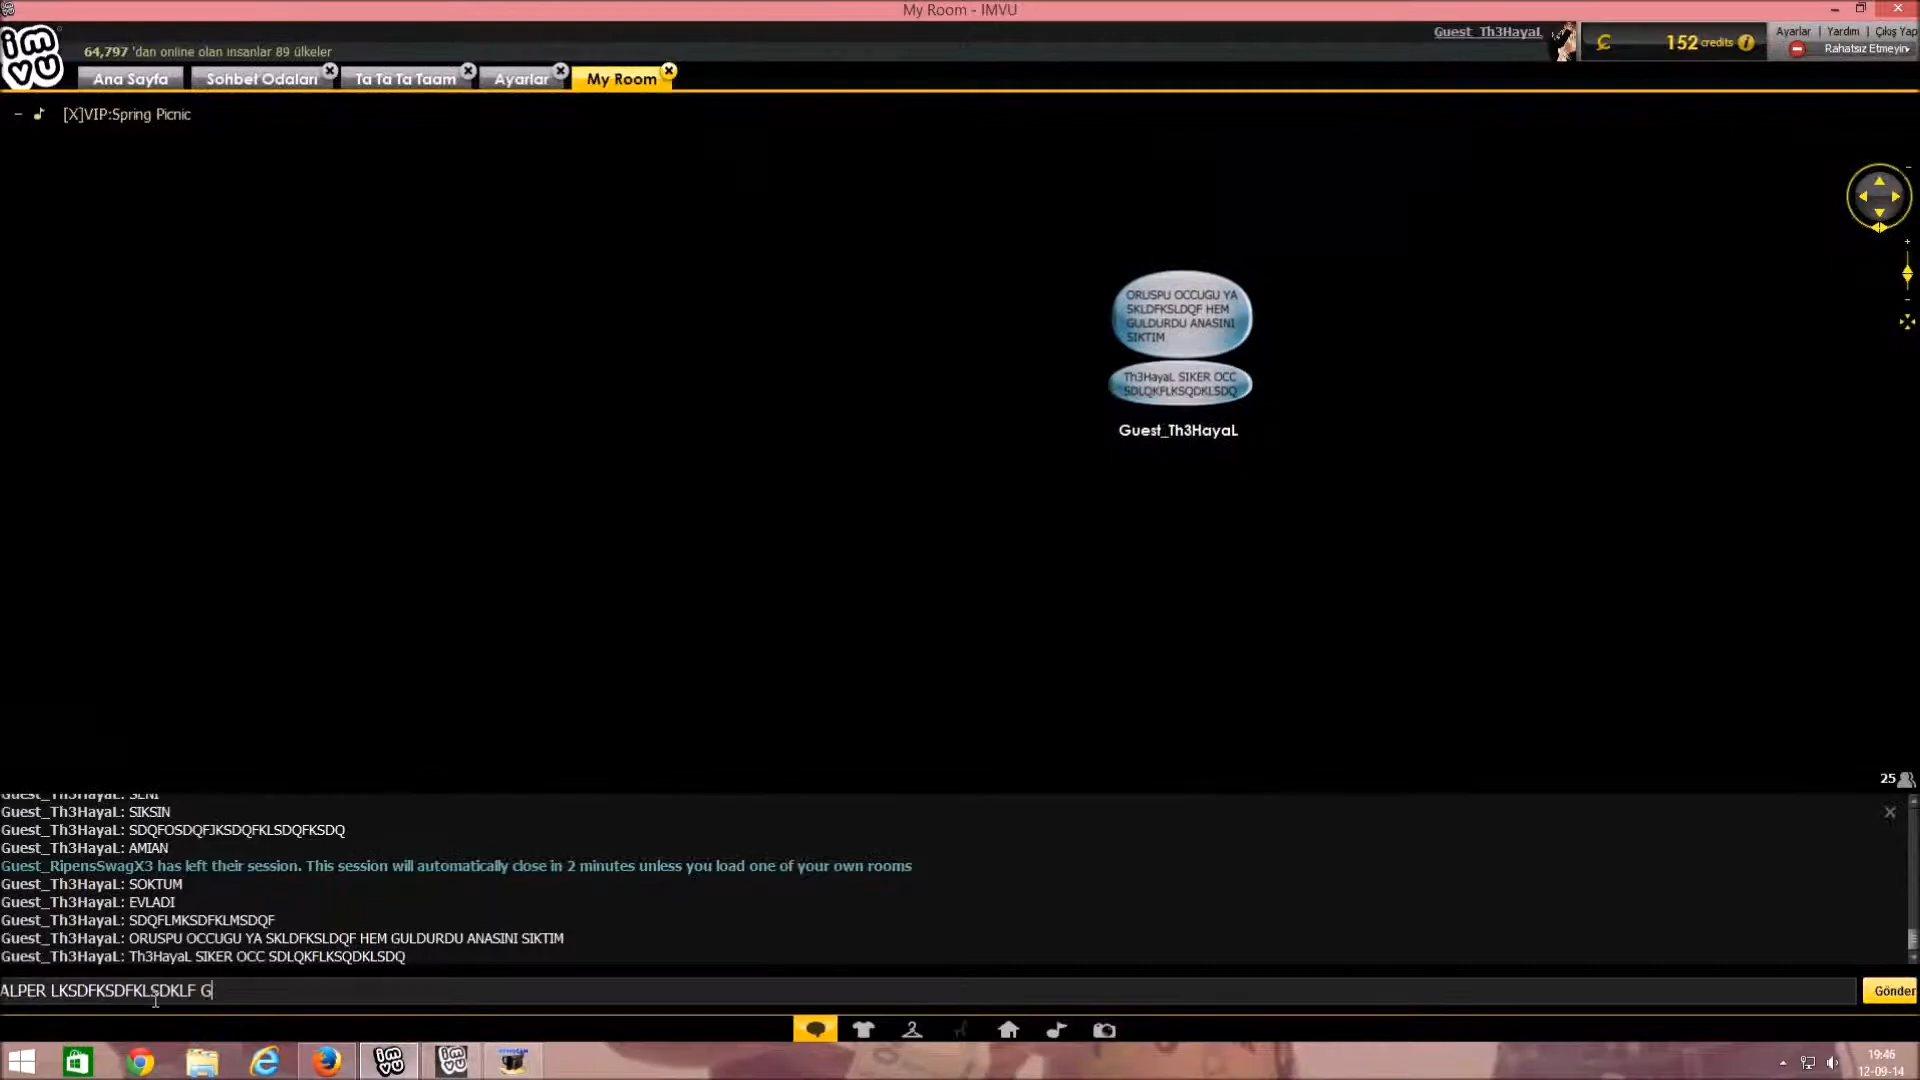 My Room - IMVU
imvu
64,797 'dan online olan insanlar 89 ülkeler
Guest_Th3HayaL
152 credits
Ayarlar | Yardım | Çıkış Yap
Rahatsız Etmeyin
Ana Sayfa
Sohbet Odaları
Ta Ta Ta Taam
Ayarlar
My Room
[X]VIP:Spring Picnic
ORUSPU OCCUGU YA
SKLDFKSLDQF HEM
GULDURDU ANASINI
SIKTIM
Th3HayaL SIKER OCC
SDLQKFLKSQDKLSDQ
Guest_Th3HayaL
25
Guest_Th3HayaL: SENI
Guest_Th3HayaL: SIKSIN
Guest_Th3HayaL: SDQFOSDQFJKSDQFKLSDQFKSDQ
Guest_Th3HayaL: AMIAN
Guest_RipensSwagX3 has left their session. This session will automatically close in 2 minutes unless you load one of your own rooms
Guest_Th3HayaL: SOKTUM
Guest_Th3HayaL: EVLADI
Guest_Th3HayaL: SDQFLMKSDFKLMSDQF
Guest_Th3HayaL: ORUSPU OCCUGU YA SKLDFKSLDQF HEM GULDURDU ANASINI SIKTIM
Guest_Th3HayaL: Th3HayaL SIKER OCC SDLQKFLKSQDKLSDQ
ALPER LKSDFKSDFKLSDKLF G
Gönder
19:46
12-09-14